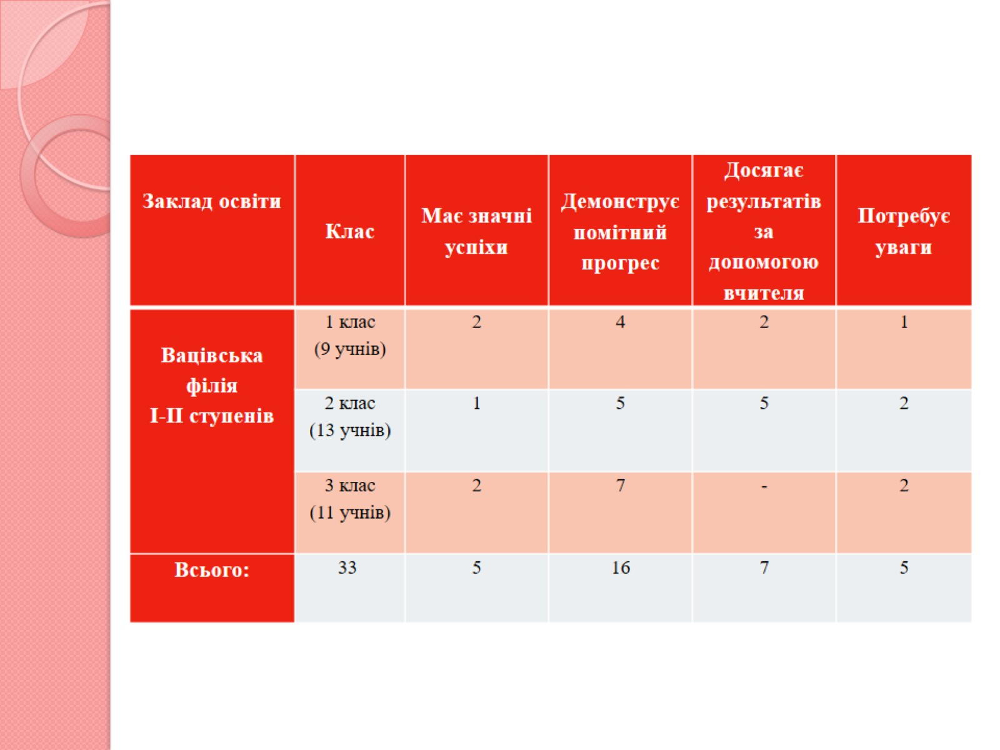 Заклад освіти
Клас
Має значні
успіхи
Демонструє
помітний
прогрес
Досягає
результатів
за
допомогою
вчителя
Потребує
уваги
Вацівська
філія
І-ІІ ступенів
1 клас
(9 учнів)
2
4
2
1
2 клас
(13 учнів)
1
5
5
2
3 клас
(11 учнів)
2
7
-
2
Всього:
33
5
16
7
5